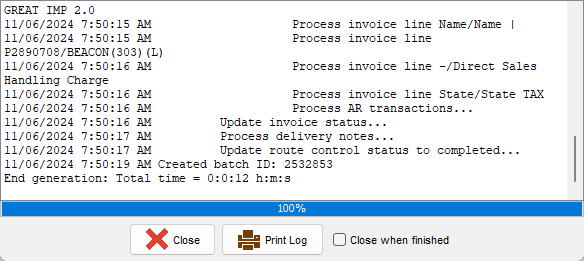 GREAT IMP 2.0
11/06/2024 7:50:15 AM Process invoice line Name/Name |
11/06/2024 7:50:15 AM Process invoice line
P2890708/BEACON(303)(L)
11/06/2024 7:50:16 AM Process invoice line -/Direct Sales
Handling Charge
11/06/2024 7:50:16 AM Process invoice line State/State TAX
11/06/2024 7:50:16 AM Process AR transactions...
11/06/2024 7:50:16 AM Update invoice status...
11/06/2024 7:50:17 AM Process delivery notes...
11/06/2024 7:50:17 AM Update route control status to completed...
11/06/2024 7:50:19 AM Created batch ID: 2532853
End generation: Total time = 0:0:12 h:m:s
100%
Close Print Log Close when finished